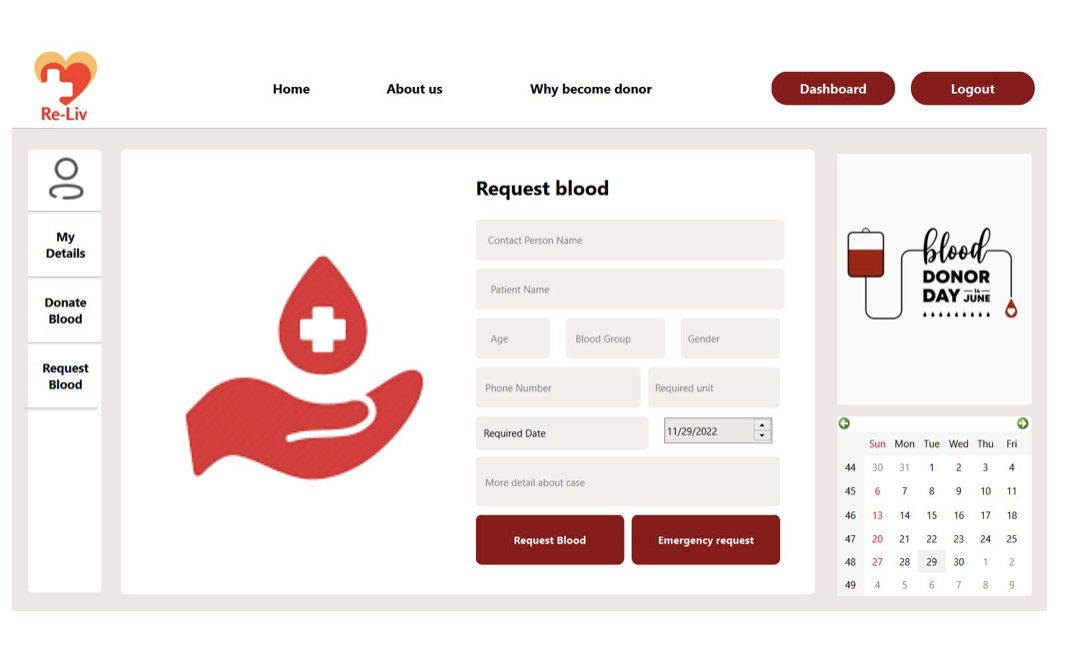 Re-Liv
Home About us Why become donor Dashboard Logout
My
Details
Donate
Blood
Request
Blood
Request blood
Contact Person Name
Patient Name
Age Blood Group Gender
Phone Number Required unit
Required Date 11/29/2022
More detail about case
Request Blood Emergency request
blood
DONOR
DAY 14 JUNE
Sun Mon Tue Wed Thu Fri
44 30 31 1 2 3 4
45 6 7 8 9 10 11
46 13 14 15 16 17 18
47 20 21 22 23 24 25
48 27 28 29 30 1 2
49 4 5 6 7 8 9